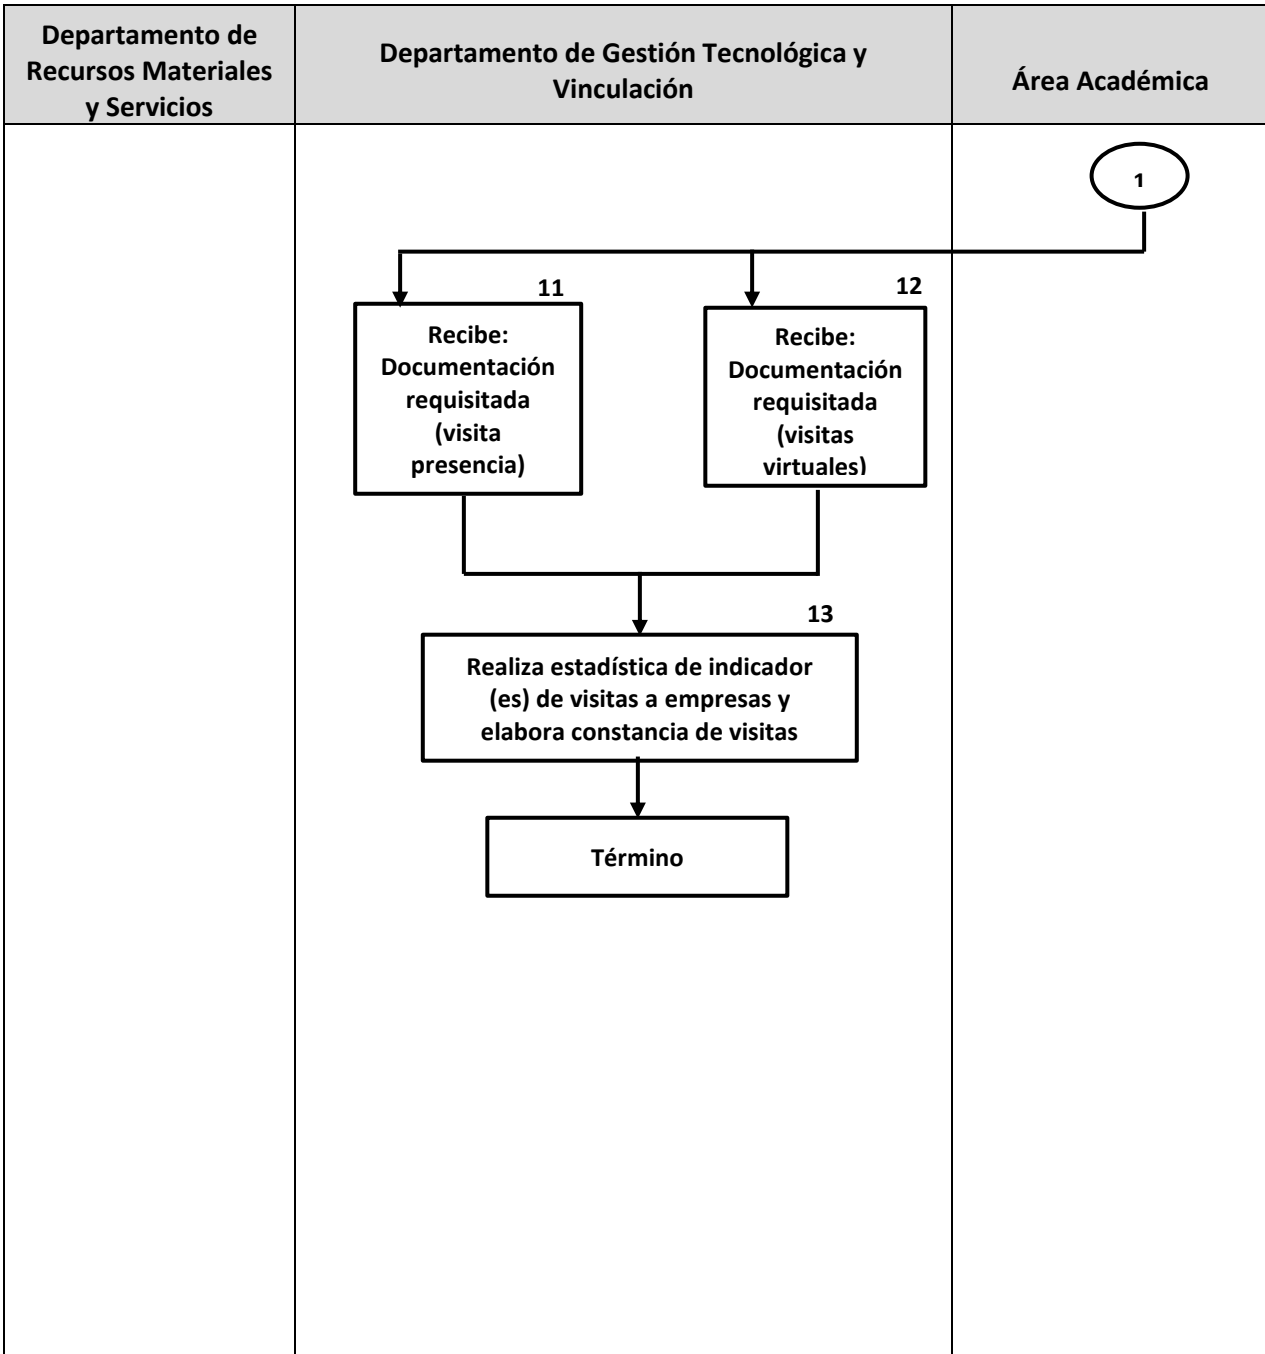 Departamento de
Recursos Materiales
y Servicios
Departamento de Gestión Tecnológica y
Vinculación
Área Académica
1
11
Recibe:
Documentación
requisitada
(visita
presencia)
12
Recibe:
Documentación
requisitada
(visitas
virtuales)
13
Realiza estadística de indicador
(es) de visitas a empresas y
elabora constancia de visitas
Término